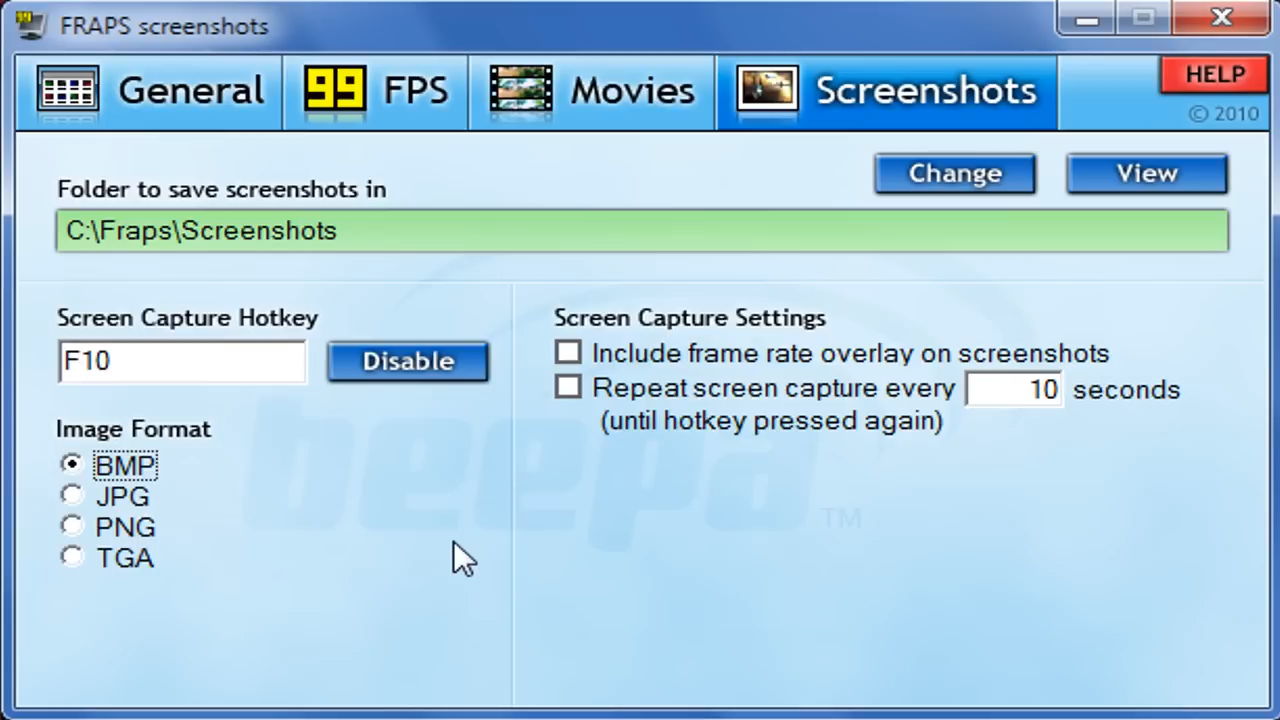 99
FRAPS screenshots
General
99
FPS
Movies
Screenshots
HELP
© 2010
Change
View
Folder to save screenshots in
C:\Fraps\Screenshots
Screen Capture Hotkey
F10
Disable
Image Format
BMP
JPG
PNG
TGA
Screen Capture Settings
Include frame rate overlay on screenshots
Repeat screen capture every 10 seconds
(until hotkey pressed again)
beepa TM